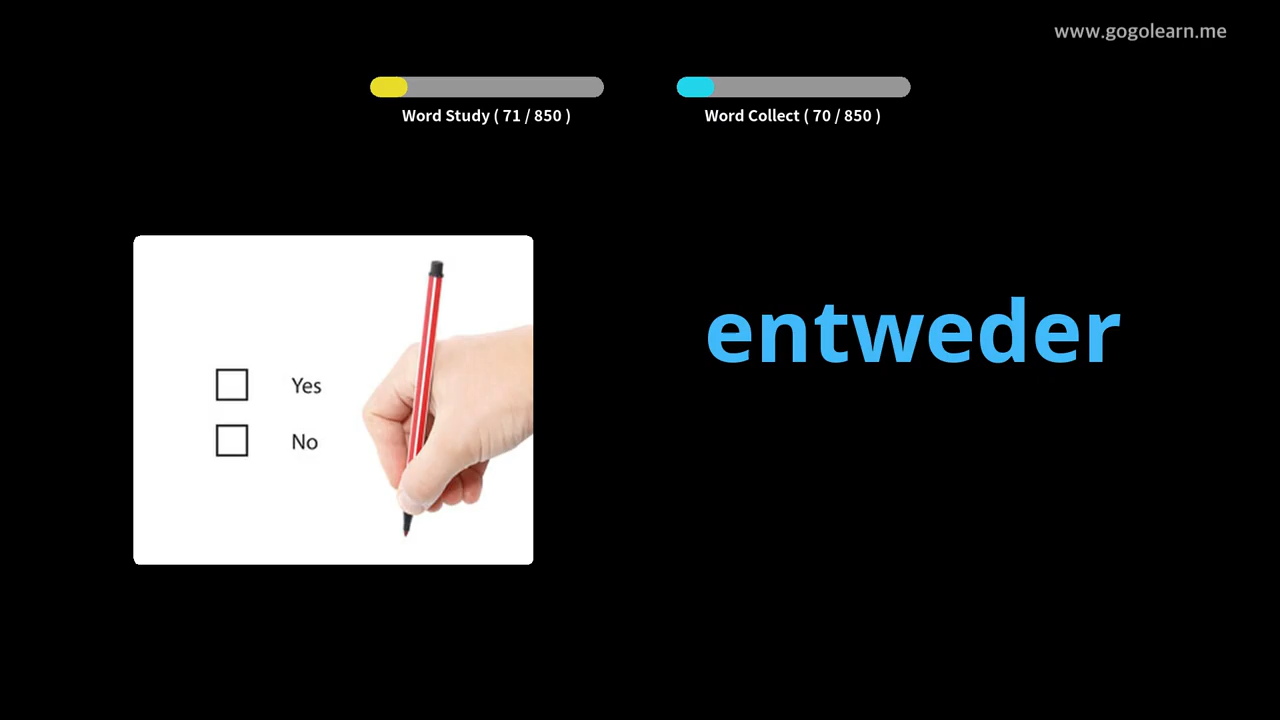 www.gogolearn.me
Word Study ( 71 / 850 )
Word Collect ( 70 / 850 )
entweder
Yes
No